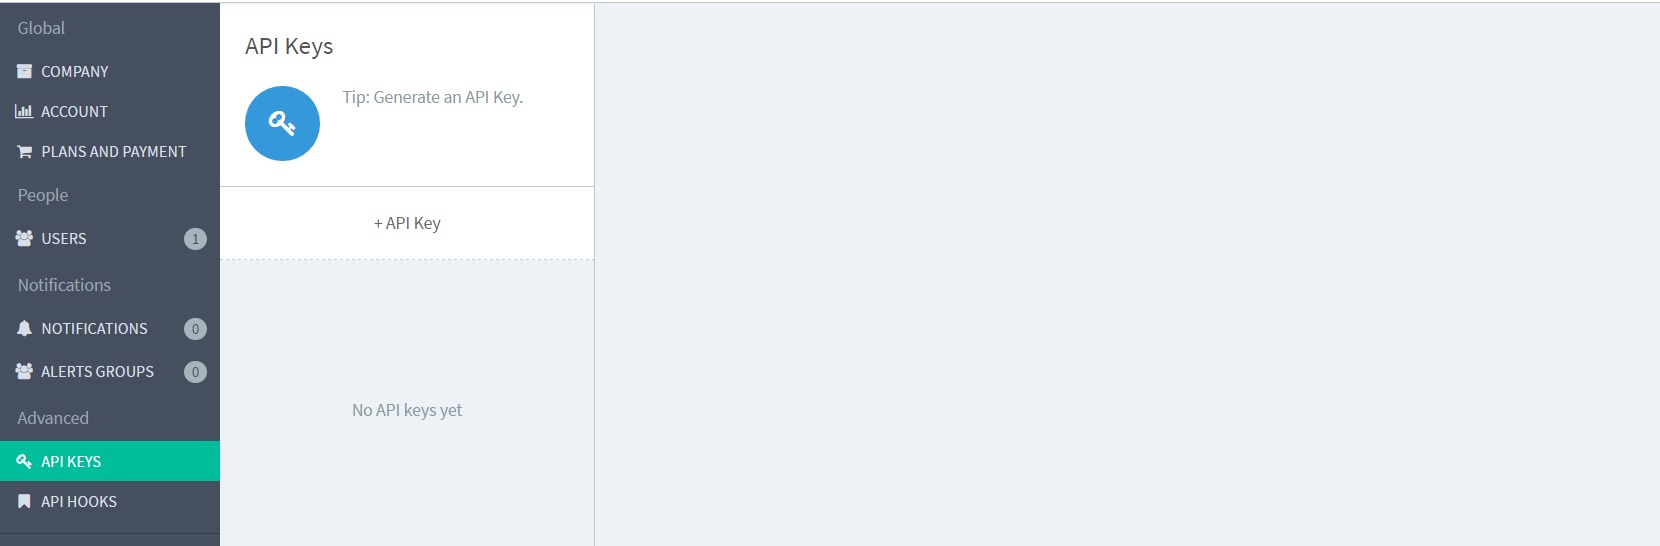 Global
COMPANY
ACCOUNT
PLANS AND PAYMENT
People
USERS 1
Notifications
NOTIFICATIONS 0
ALERTS GROUPS 0
Advanced
API KEYS
API HOOKS
API Keys
Tip: Generate an API Key.
+ API Key
No API keys yet